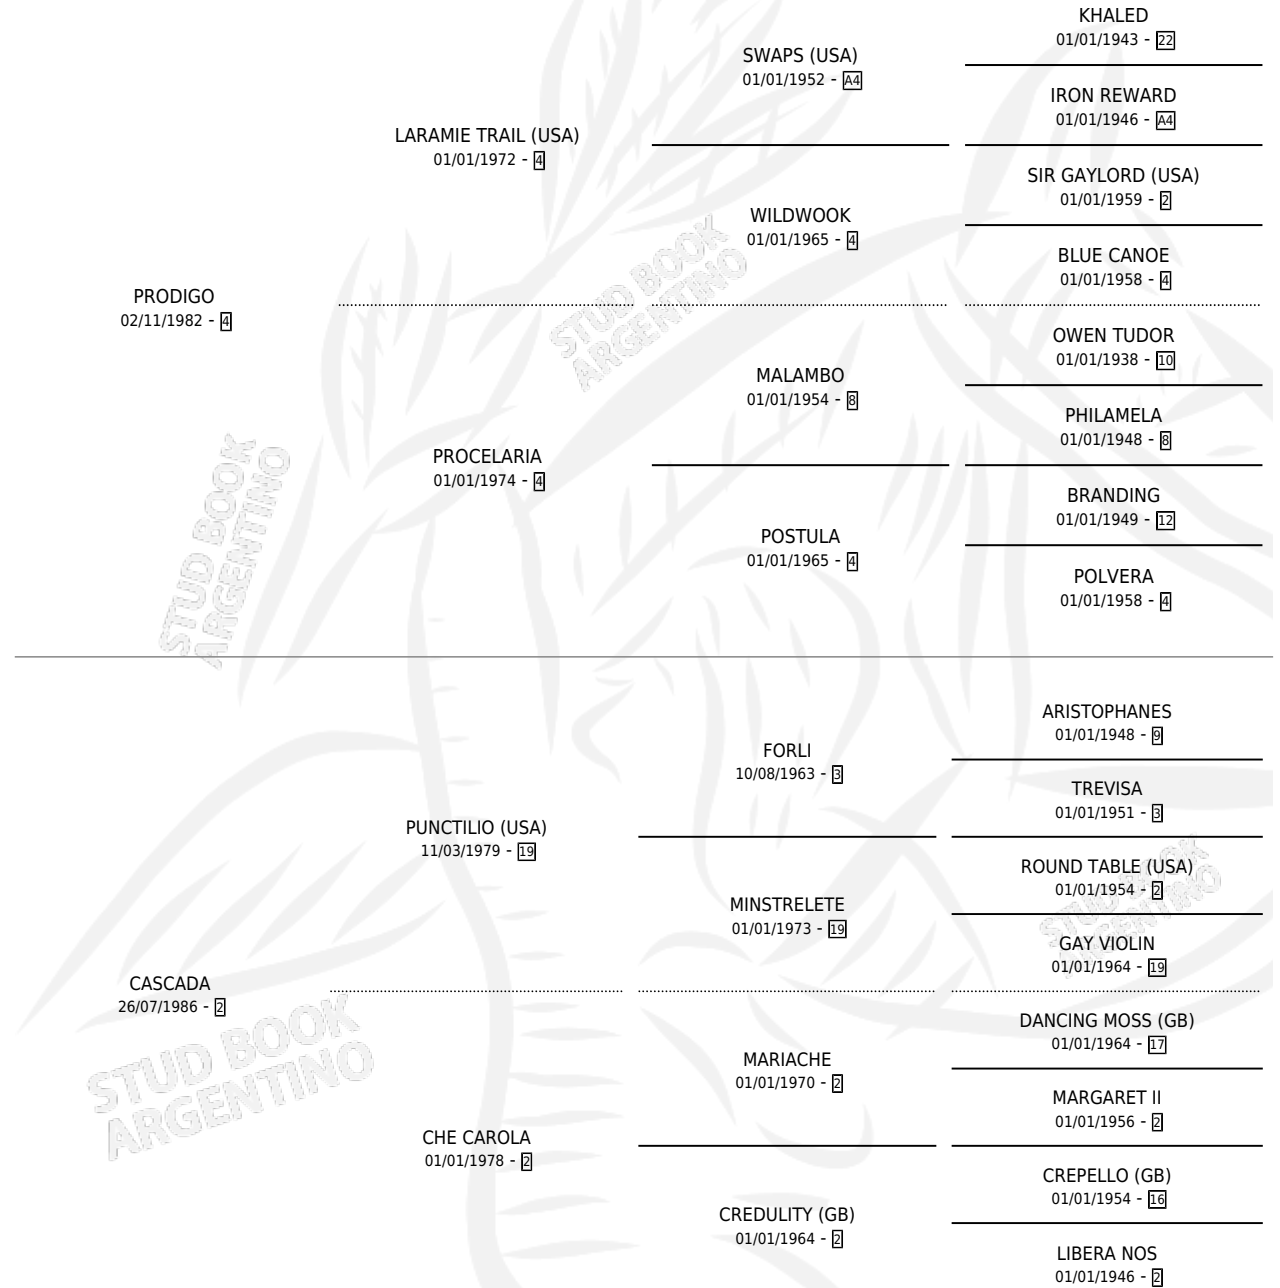 KHALED
01/01/1943 - 22
SWAPS (USA)
01/01/1952 - A4
IRON REWARD
01/01/1946 - A4
LARAMIE TRAIL (USA)
01/01/1972 - 4
SIR GAYLORD (USA)
01/01/1959 - 2
WILDWOOK
01/01/1965 - 4
BLUE CANOE
01/01/1958 - 4
PRODIGO
02/11/1982 - 4
STUD BOOK
ARGENTINO
OWEN TUDOR
01/01/1938 - 10
MALAMBO
01/01/1954 - 8
PHILAMELA
01/01/1948 - 8
PROCELARIA
01/01/1974 - 4
BRANDING
01/01/1949 - 12
POSTULA
01/01/1965 - 4
POLVERA
01/01/1958 - 4
STUD BOOK
ARGENTINO
ARISTOPHANES
01/01/1948 - 9
FORLI
10/08/1963 - 3
TREVISA
01/01/1951 - 3
PUNCTILIO (USA)
11/03/1979 - 19
ROUND TABLE (USA)
01/01/1954 - 2
MINSTRELETE
01/01/1973 - 19
GAY VIOLIN
01/01/1964 - 19
STUD BOOK
ARGENTINO
CASCADA
26/07/1986 - 2
DANCING MOSS (GB)
01/01/1964 - 17
MARIACHE
01/01/1970 - 2
MARGARET II
01/01/1956 - 2
STUD BOOK
ARGENTINO
CHE CAROLA
01/01/1978 - 2
CREPELLO (GB)
01/01/1954 - 16
CREDULITY (GB)
01/01/1964 - 2
LIBERA NOS
01/01/1946 - 2